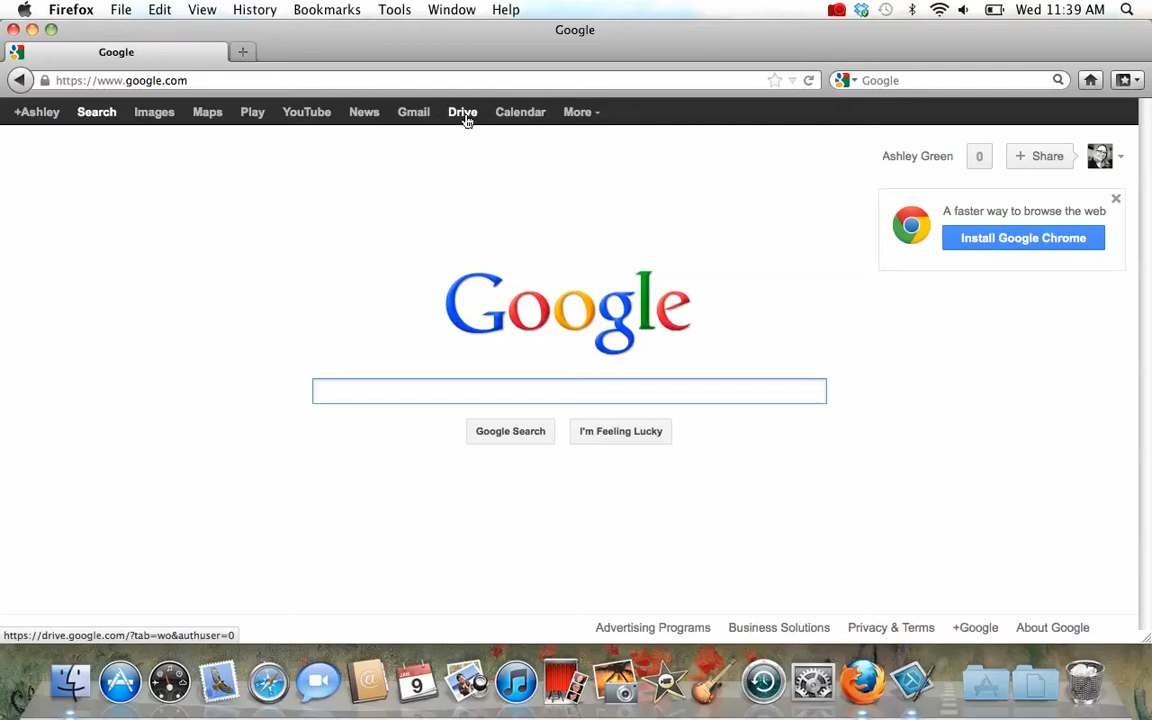 Firefox File Edit View History Bookmarks Tools Window Help Wed 11:39 AM
Google
Google
https://www.google.com Google
+Ashley Search Images Maps Play YouTube News Gmail Drive Calendar More
Ashley Green 0 + Share
A faster way to browse the web
Install Google Chrome
Google
Google Search I'm Feeling Lucky
Advertising Programs Business Solutions Privacy & Terms +Google About Google
https://drive.google.com/?tab=wo&authuser=0
9